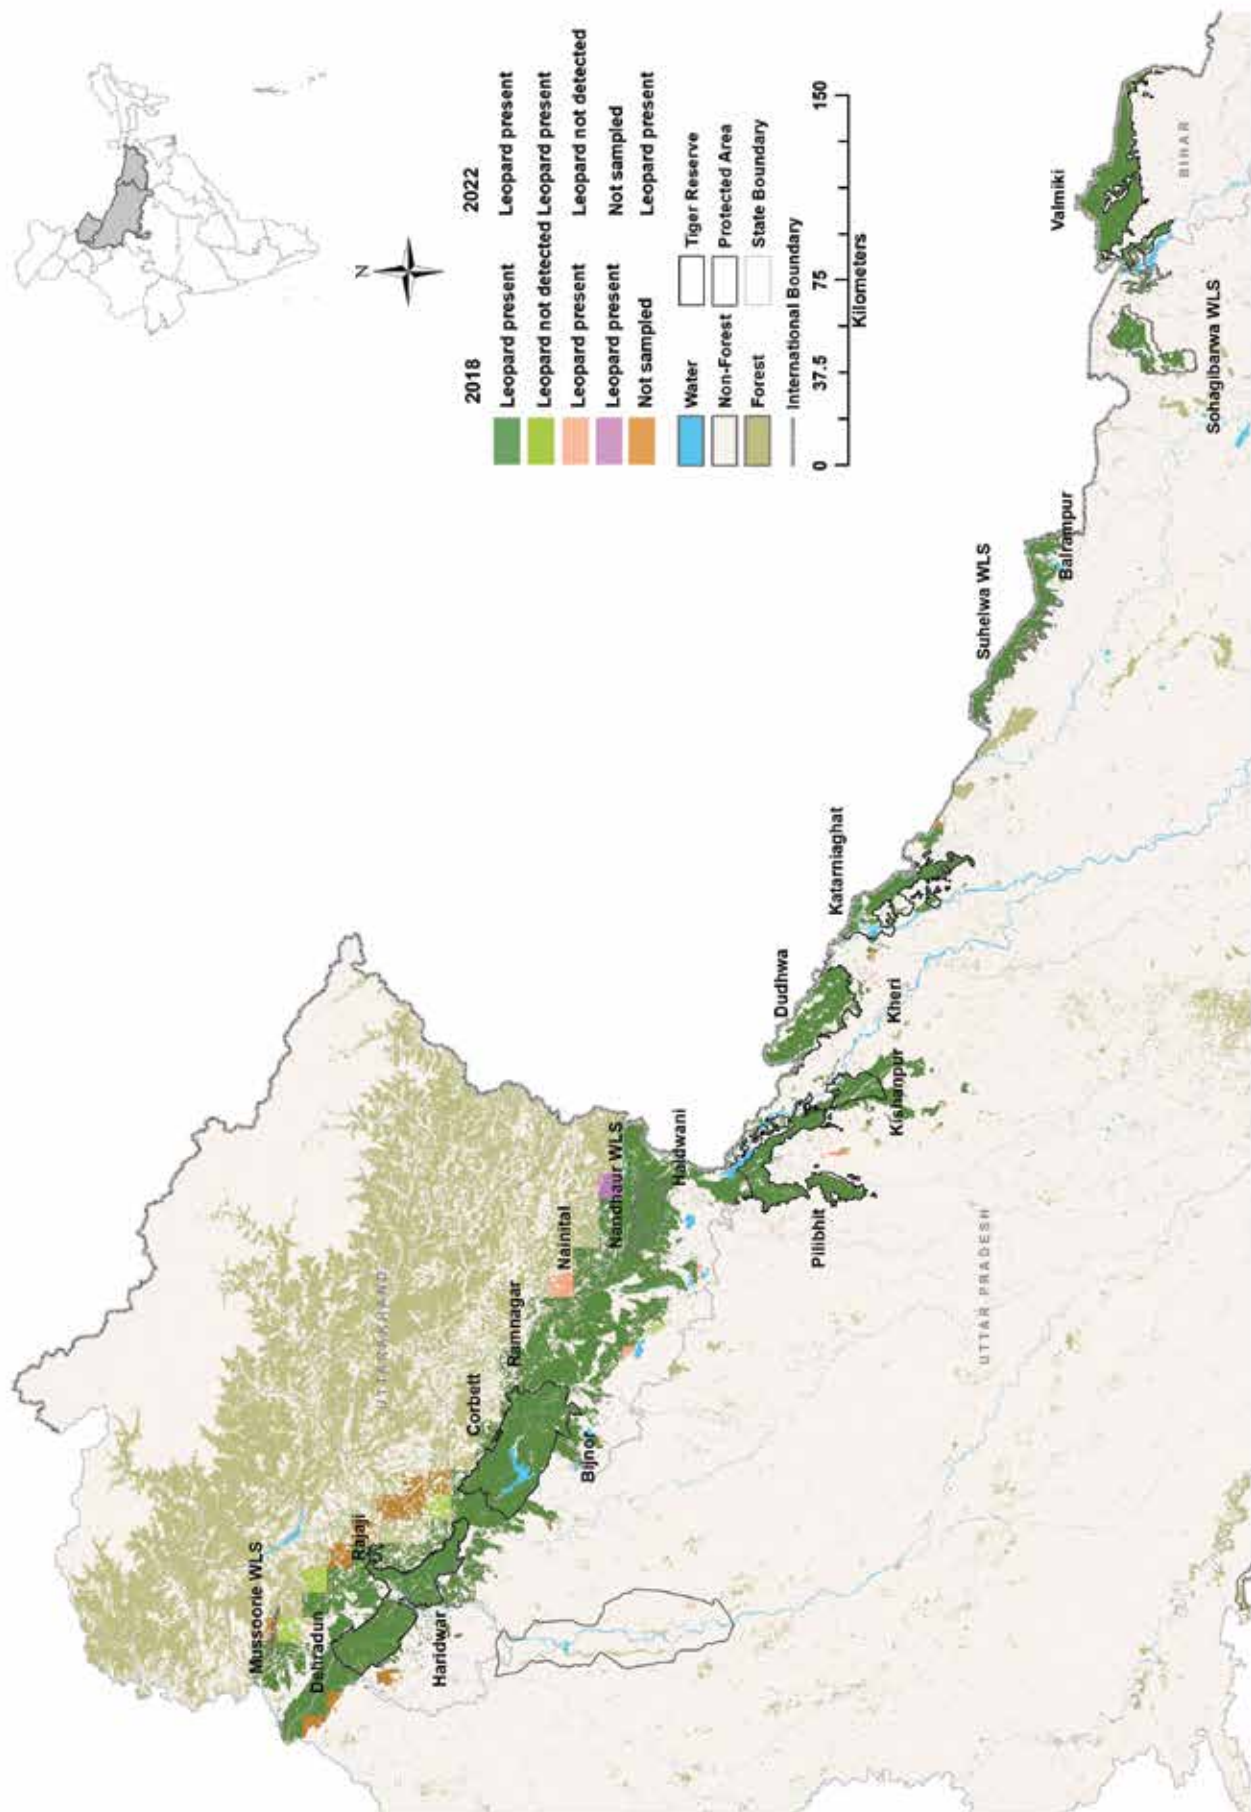 N
2018 2022
Leopard present Leopard present
Leopard not detected Leopard present
Leopard present Leopard not detected
Leopard present Not sampled
Not sampled Leopard present
Water Tiger Reserve
Non-Forest Protected Area
Forest State Boundary
International Boundary
0 37.5 75 150
Kilometers
Mussoorie WLS
Dehradun
Rajaji
Haridwar
UTTARAKHAND
Corbett
Bijnor
Ramnagar
Nainital
Nandhaur WLS
Haldwani
Pilibhit
Kishanpur
Kheri
Dudhwa
Katarniaghat
UTTAR PRADESH
Suhelwa WLS
Balrampur
Sohagibarwa WLS
Valmiki
BIHAR